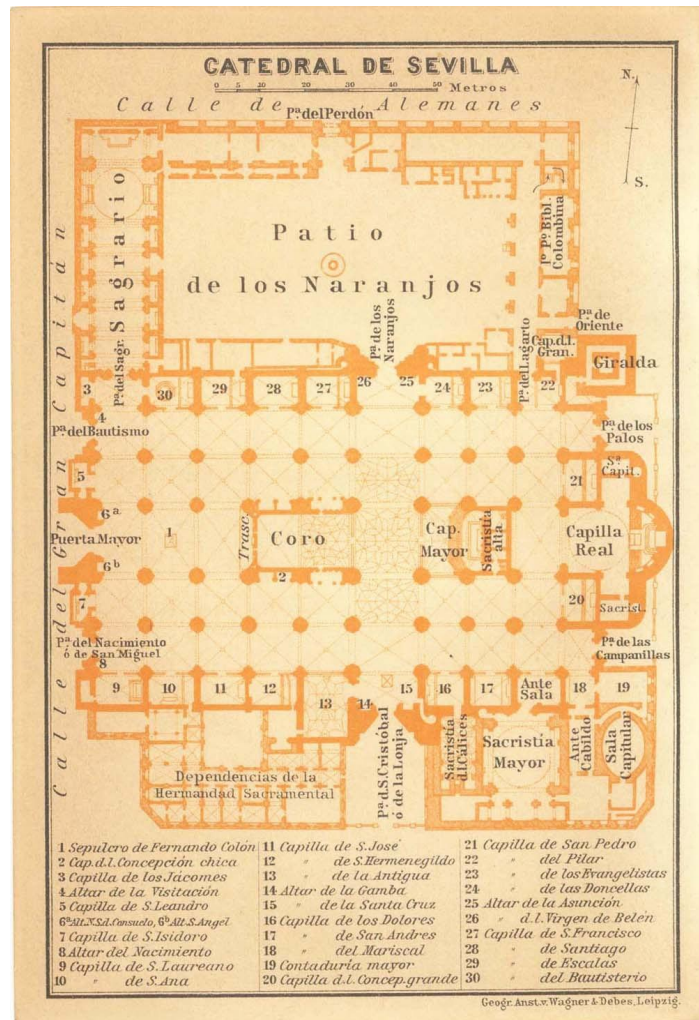 CATEDRAL DE SEVILLA
0 5 10 20 30 40 50 Metros
Calle de Alemanes
Pª. del Perdón
N.
S.
Calle del Gran Capitán
Sagrario
Pª. del Sagr.
Patio
de los Naranjos
Pª. de los
Naranjos
Iº. Pº. Bibl.
Colombina
Pª. de
Oriente
Pª. del Lagarto
Cap. d. l.
Gran.
Giralda
3
30
29
28
27
26
25
24
23
22
4
Pª. del Bautismo
Pª. de los
Palos
5
21
Sª.
Capit.
6ª
Puerta Mayor
1
Trasc.
Coro
Cap.
Mayor
Sacristía
alta
Capilla
Real
6ᵇ
2
7
20
Sacrist.
Pª. del Nacimiento
ó de San Miguel
Pª. de las
Campanillas
8
9
10
11
12
13
14
15
16
17
Ante
Sala
18
19
Pª. d. S. Cristóbal
ó de la Lonja
Sacristía
d. l. Cálices
Sacristía
Mayor
Ante
Cabildo
Sala
Capitular
Dependencias de la
Hermandad Sacramental
1 Sepulcro de Fernando Colón
2 Cap. d. l. Concepción chica
3 Capilla de los Jácomes
4 Altar de la Visitación
5 Capilla de S. Leandro
6ª Alt. N. S. d. Consuelo, 6ᵇ Alt. S. Angel
7 Capilla de S. Isidoro
8 Altar del Nacimiento
9 Capilla de S. Laureano
10 " de S. Ana
11 Capilla de S. José
12 " de S. Hermenegildo
13 " de la Antigua
14 Altar de la Gamba
15 " de la Santa Cruz
16 Capilla de los Dolores
17 " de San Andres
18 " del Mariscal
19 Contaduría mayor
20 Capilla d. l. Concep. grande
21 Capilla de San Pedro
22 " del Pilar
23 " de los Evangelistas
24 " de las Doncellas
25 Altar de la Asunción
26 " d. l. Virgen de Belén
27 Capilla de S. Francisco
28 " de Santiago
29 " de Escalas
30 " del Bautisterio
Geogr. Anst. v. Wagner & Debes, Leipzig.